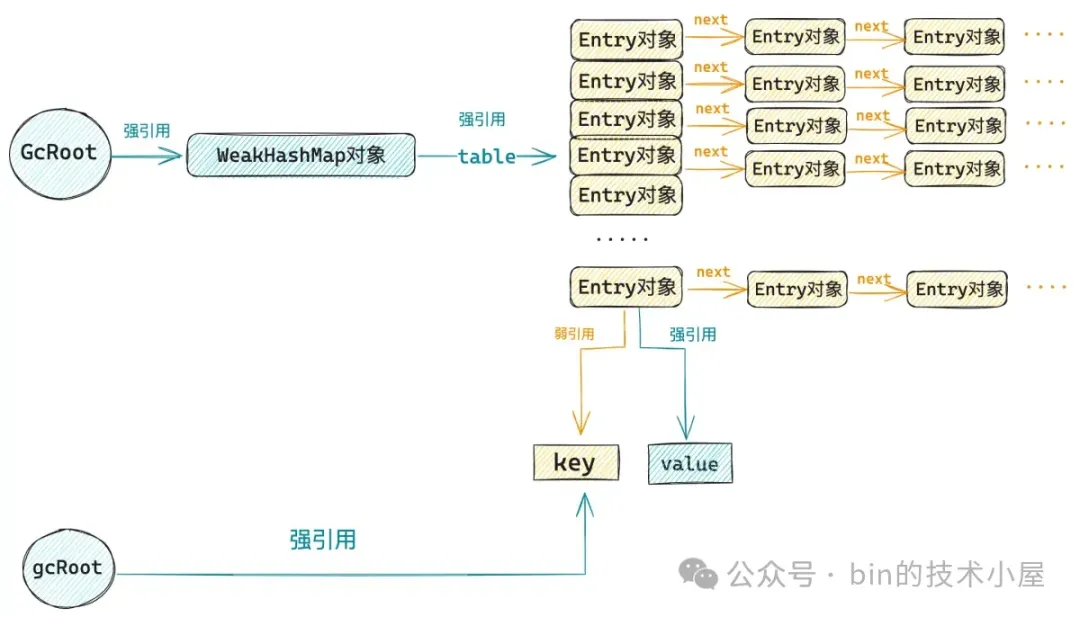 Entry对象 next Entry对象 next Entry对象 ····
Entry对象 next Entry对象 next Entry对象 ····
Entry对象 next Entry对象 next Entry对象 ····
GcRoot 强引用 WeakHashMap对象 强引用
table
Entry对象 next Entry对象 next Entry对象 ····
Entry对象
·····
Entry对象 next Entry对象 next Entry对象 ····
弱引用 强引用
key value
gcRoot 强引用
公众号 · bin的技术小屋